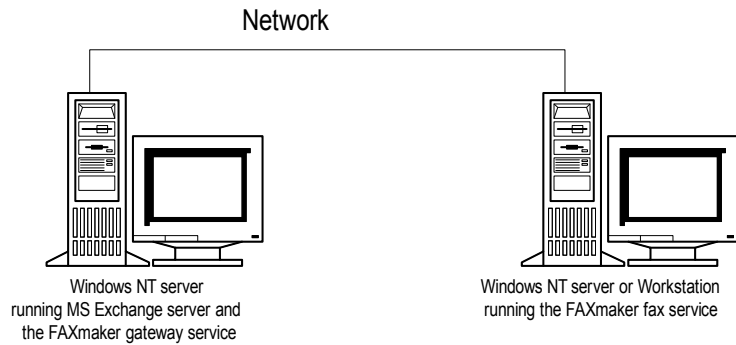 Network
Windows NT server
running MS Exchange server and
the FAXmaker gateway service
Windows NT server or Workstation
running the FAXmaker fax service